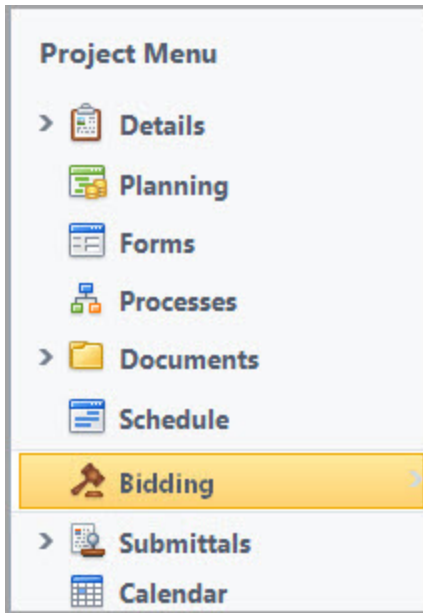 Project Menu
Details
Planning
Forms
Processes
Documents
Schedule
Bidding
Submittals
Calendar